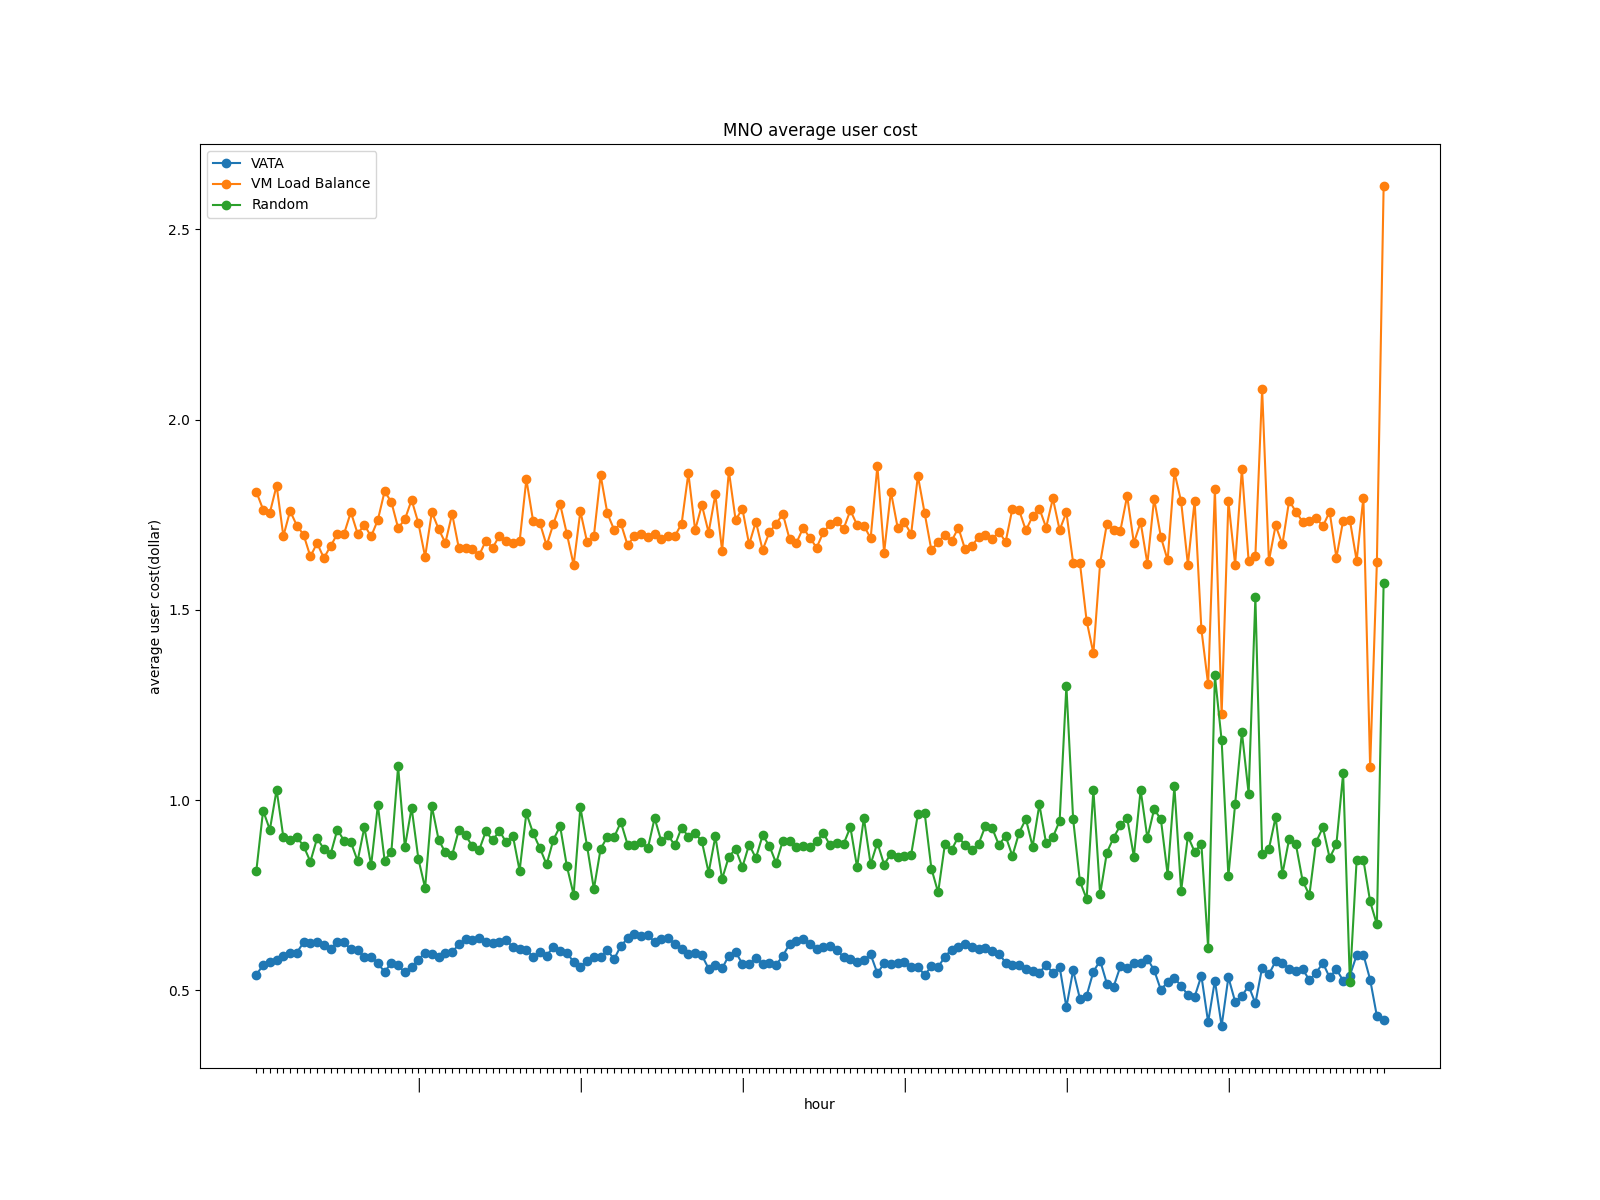 MNO average user cost
VATA
VM Load Balance
Random
2.5
2.0
1.5
1.0
0.5
average user cost(dollar)
| | | | | |
hour